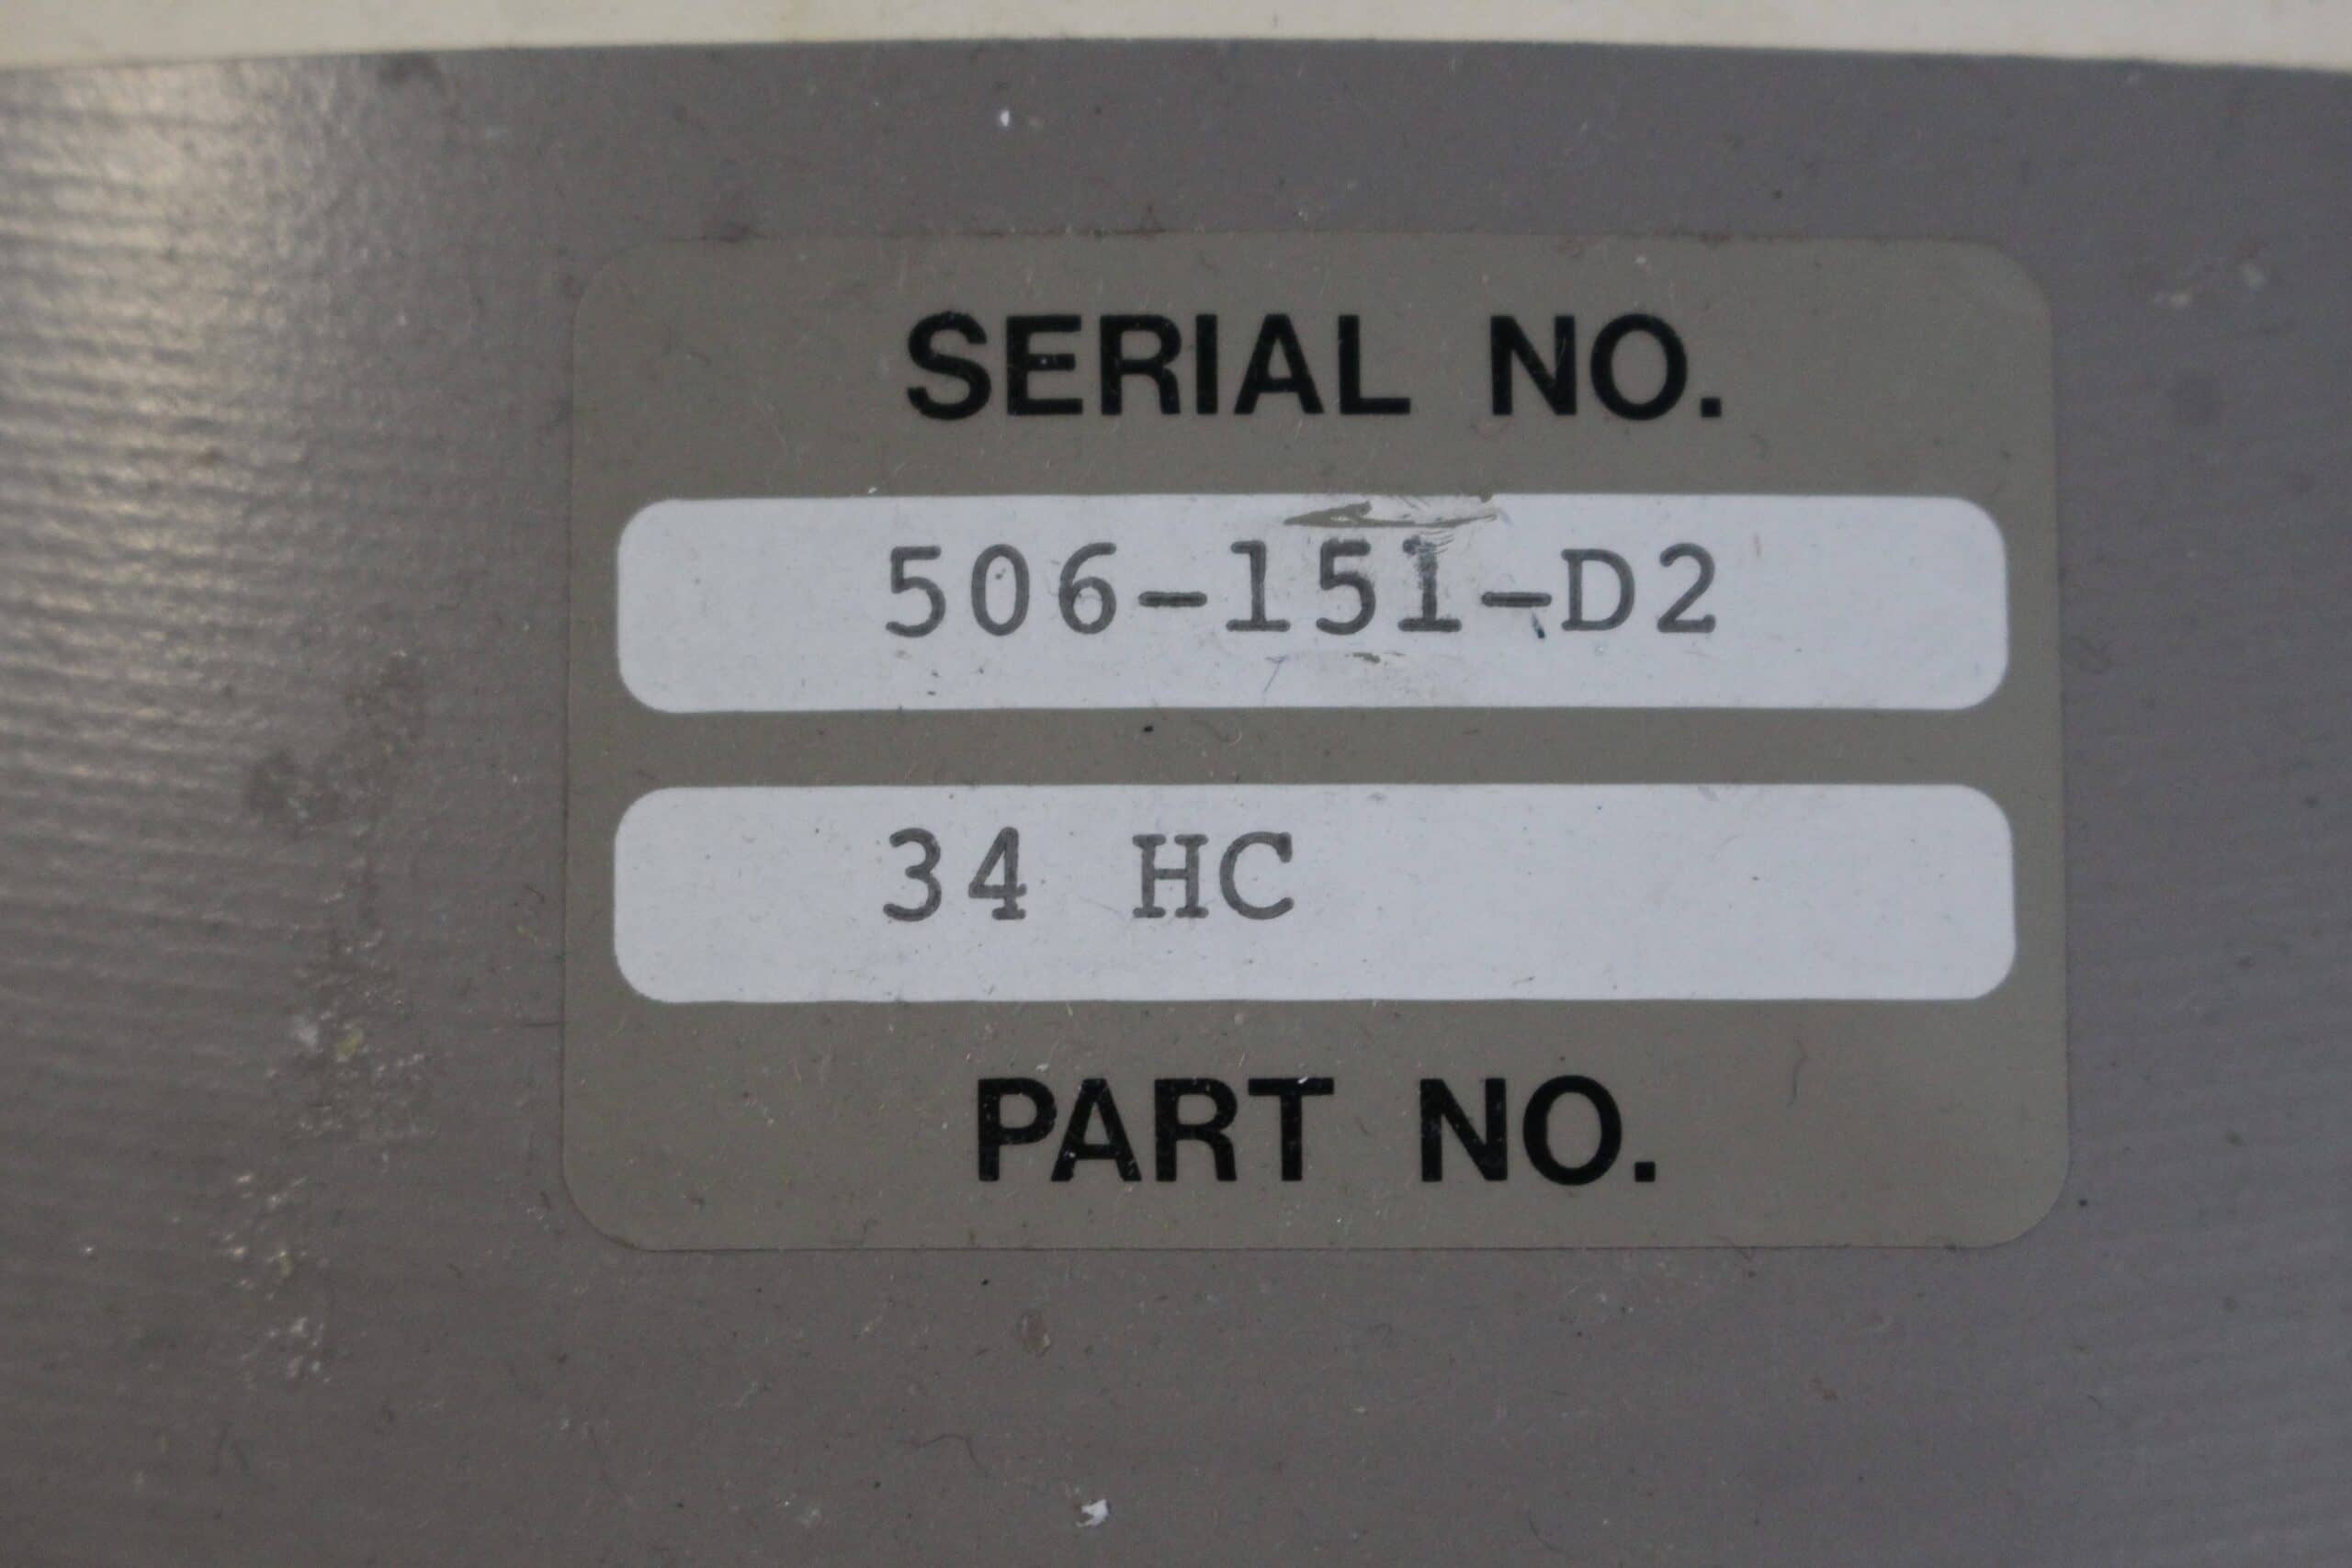 SERIAL NO.
506-151-D2
34 HC
PART NO.